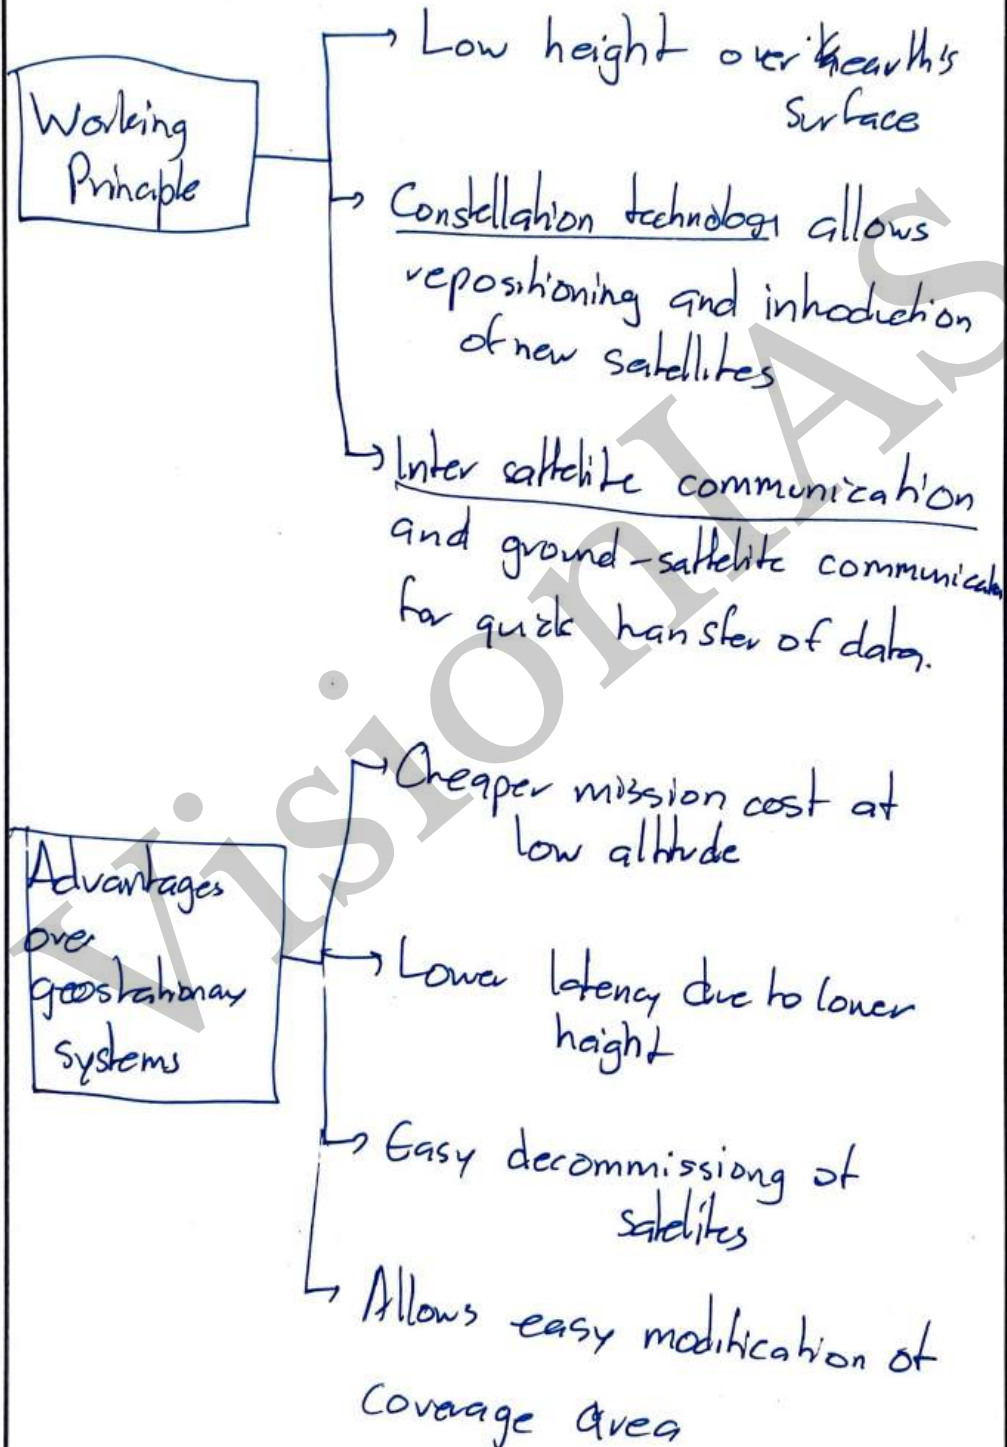 Working
Principle
Low height over earth's
Surface
Constellation technology allows
repositioning and introduction
of new satellites
Inter sattelite communication
and ground-sattelite communicatn
for quick transfer of data.
Advantages
over
geostationary
systems
Cheaper mission cost at
low altitude
Lower latency due to lower
height
Easy decommissiong of
satelites
Allows easy modification of
Coverage area
VisionIAS